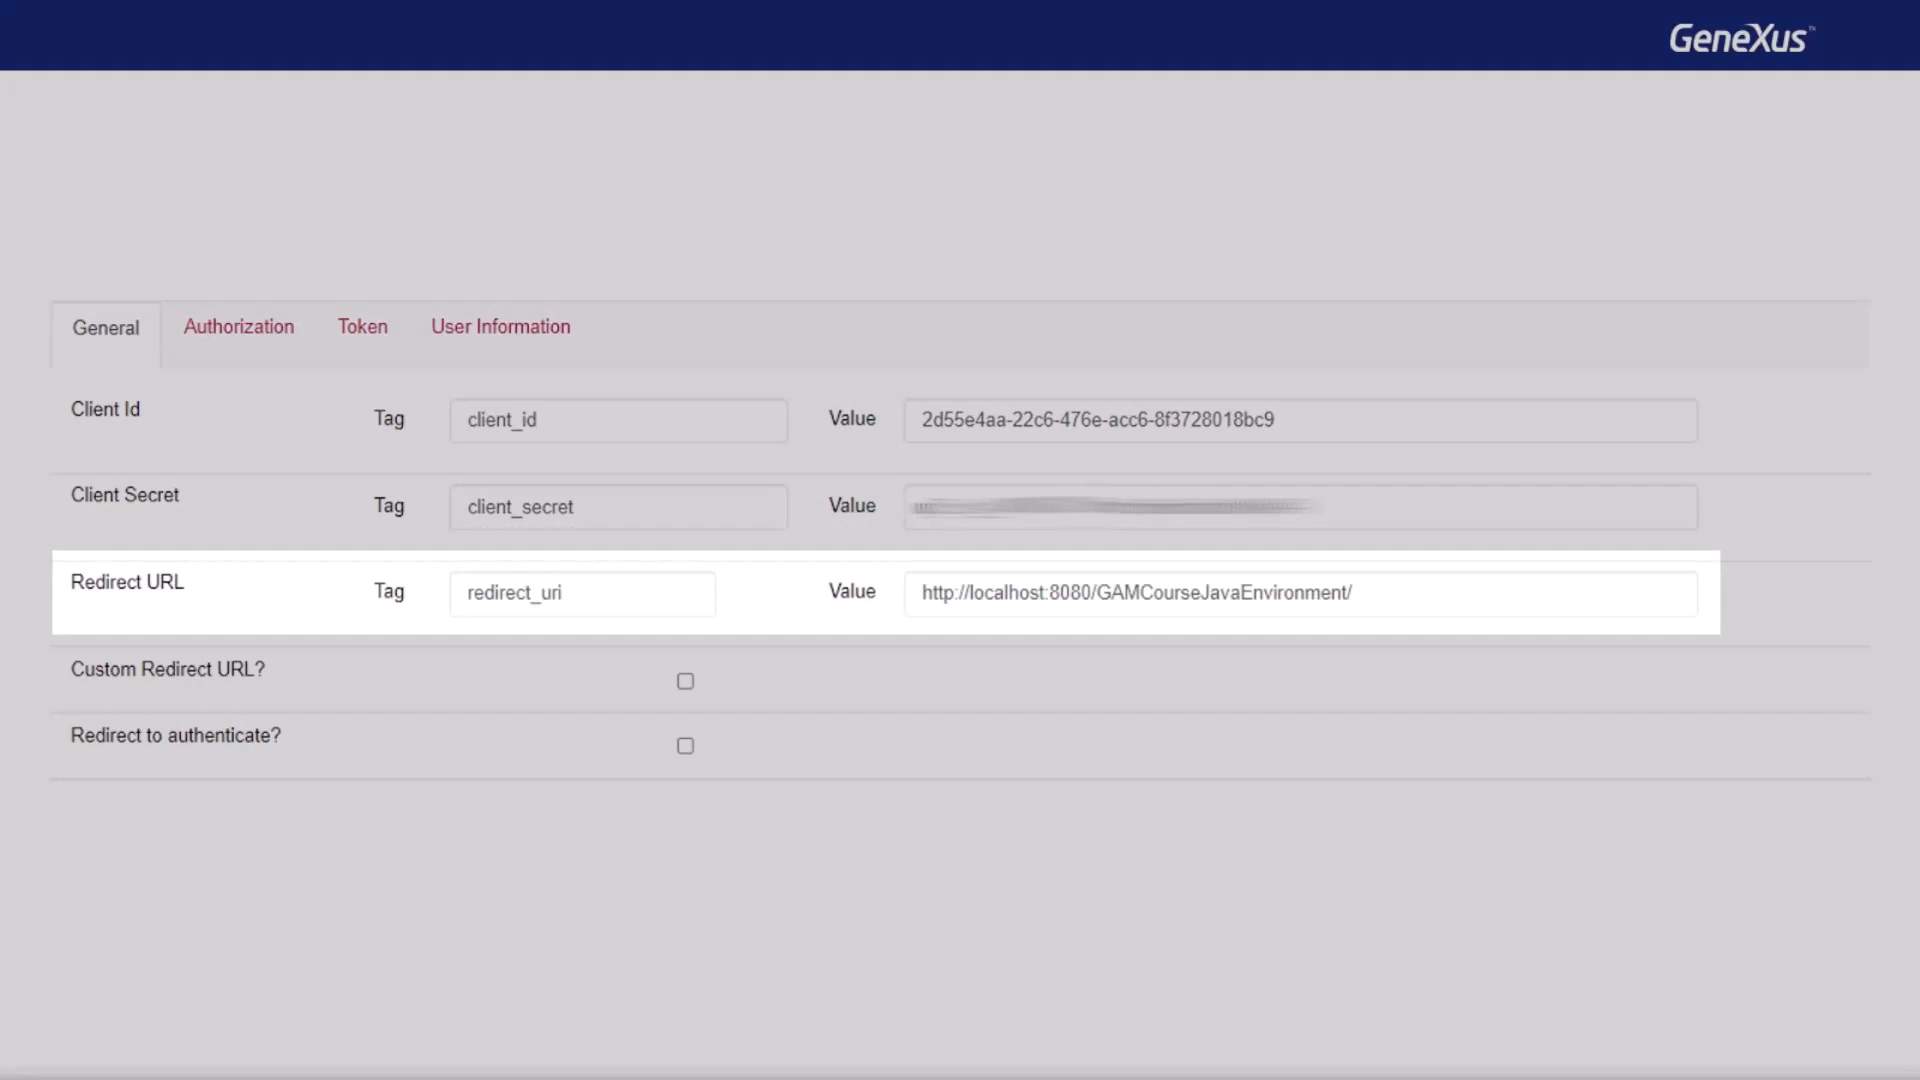 GeneXus™
General Authorization Token User Information
Client Id Tag client_id Value 2d55e4aa-22c6-476e-acc6-8f3728018bc9
Client Secret Tag client_secret Value
Redirect URL Tag redirect_uri Value http://localhost:8080/GAMCourseJavaEnvironment/
Custom Redirect URL?
Redirect to authenticate?